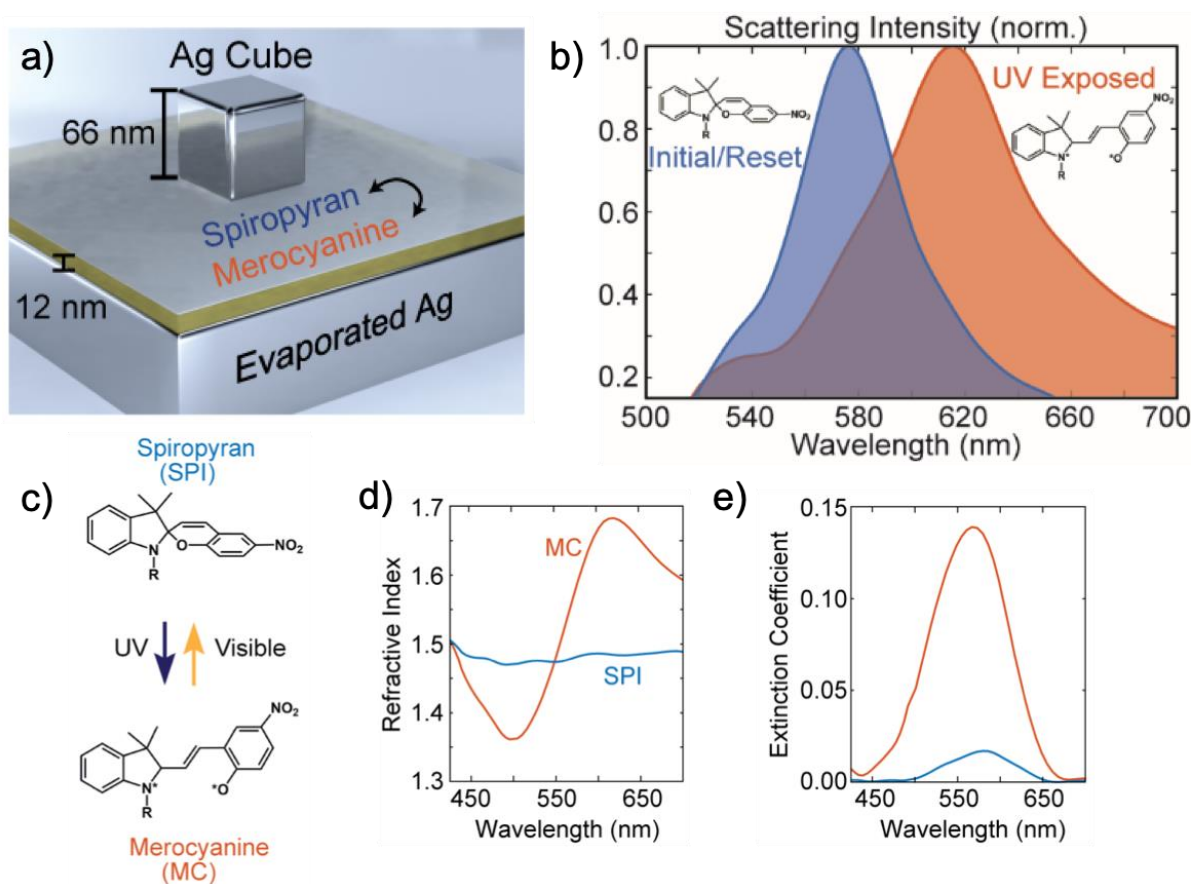 a)
Ag Cube
66 nm
Spiropyran
Merocyanine
12 nm
Evaporated Ag
b)
Scattering Intensity (norm.)
1.0
0.8
0.6
0.4
0.2
500
540
580
620
660
700
Wavelength (nm)
Initial/Reset
N
R
O
NO₂
UV Exposed
NO₂
N*
R
*O
c)
Spiropyran
(SPI)
N
R
O
NO₂
UV
Visible
NO₂
N*
R
*O
Merocyanine
(MC)
d)
Refractive Index
1.7
1.6
1.5
1.4
1.3
MC
SPI
450
550
650
Wavelength (nm)
e)
Extinction Coefficient
0.15
0.10
0.05
0.00
450
550
650
Wavelength (nm)